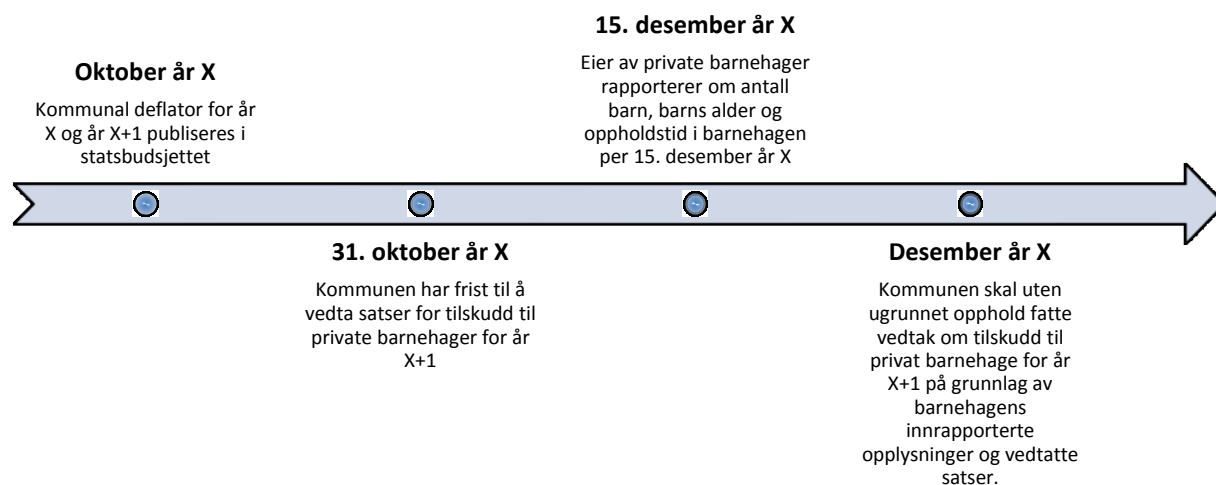 Oktober år X
Kommunal deflator for år
X og år X+1 publiseres i
statsbudsjettet
31. oktober år X
Kommunen har frist til å
vedta satser for tilskudd til
private barnehager for år
X+1
15. desember år X
Eier av private barnehager
rapporterer om antall
barn, barns alder og
oppholdstid i barnehagen
per 15. desember år X
Desember år X
Kommunen skal uten
ugrunnet opphold fatte
vedtak om tilskudd til
privat barnehage for år
X+1 på grunnlag av
barnehagens
innrapporterte
opplysninger og vedtatte
satser.